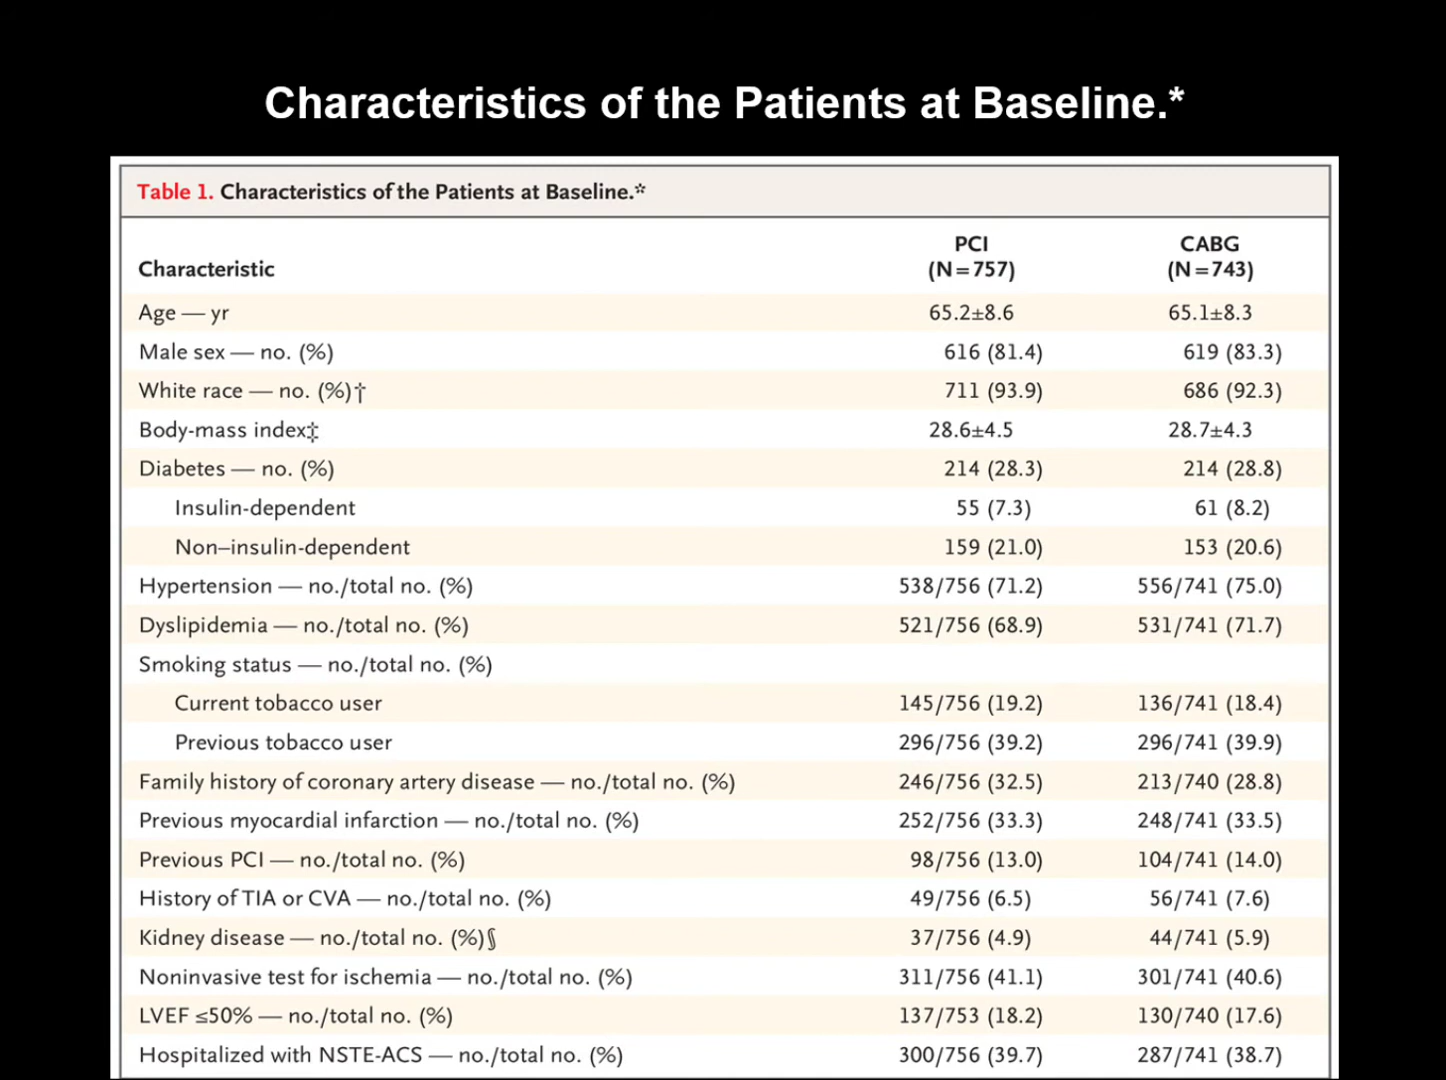 Characteristics of the Patients at Baseline.*
Table 1. Characteristics of the Patients at Baseline.*
Characteristic PCI (N=757) CABG (N=743)
Age — yr 65.2±8.6 65.1±8.3
Male sex — no. (%) 616 (81.4) 619 (83.3)
White race — no. (%)† 711 (93.9) 686 (92.3)
Body-mass index‡ 28.6±4.5 28.7±4.3
Diabetes — no. (%) 214 (28.3) 214 (28.8)
Insulin-dependent 55 (7.3) 61 (8.2)
Non–insulin-dependent 159 (21.0) 153 (20.6)
Hypertension — no./total no. (%) 538/756 (71.2) 556/741 (75.0)
Dyslipidemia — no./total no. (%) 521/756 (68.9) 531/741 (71.7)
Smoking status — no./total no. (%)
Current tobacco user 145/756 (19.2) 136/741 (18.4)
Previous tobacco user 296/756 (39.2) 296/741 (39.9)
Family history of coronary artery disease — no./total no. (%) 246/756 (32.5) 213/740 (28.8)
Previous myocardial infarction — no./total no. (%) 252/756 (33.3) 248/741 (33.5)
Previous PCI — no./total no. (%) 98/756 (13.0) 104/741 (14.0)
History of TIA or CVA — no./total no. (%) 49/756 (6.5) 56/741 (7.6)
Kidney disease — no./total no. (%)§ 37/756 (4.9) 44/741 (5.9)
Noninvasive test for ischemia — no./total no. (%) 311/756 (41.1) 301/741 (40.6)
LVEF ≤50% — no./total no. (%) 137/753 (18.2) 130/740 (17.6)
Hospitalized with NSTE-ACS — no./total no. (%) 300/756 (39.7) 287/741 (38.7)